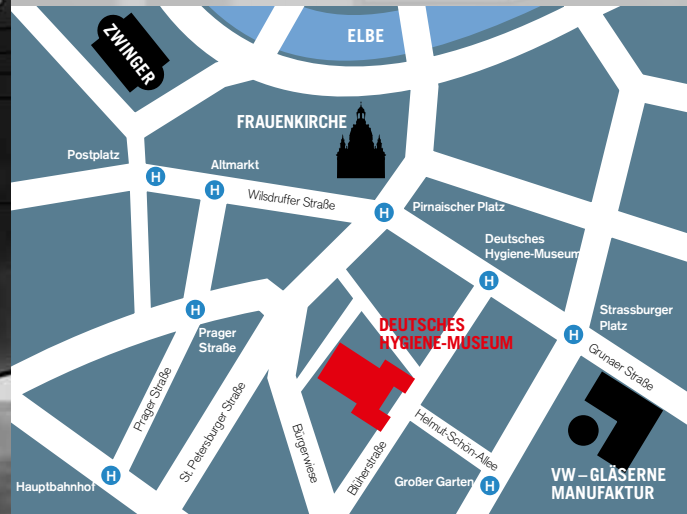 ZWINGER
ELBE
FRAUENKIRCHE
Postplatz
H
Altmarkt
H
Wilsdruffer Straße
H
Pirnaischer Platz
Deutsches
Hygiene-Museum
H
H
Prager
Straße
Strassburger
Platz
H
DEUTSCHES
HYGIENE-MUSEUM
Grunaer Straße
Prager Straße
St. Petersburger Straße
Bürgerwiese
Blüherstraße
Helmut-Schön-Allee
Hauptbahnhof
H
Großer Garten
H
VW – GLÄSERNE
MANUFAKTUR